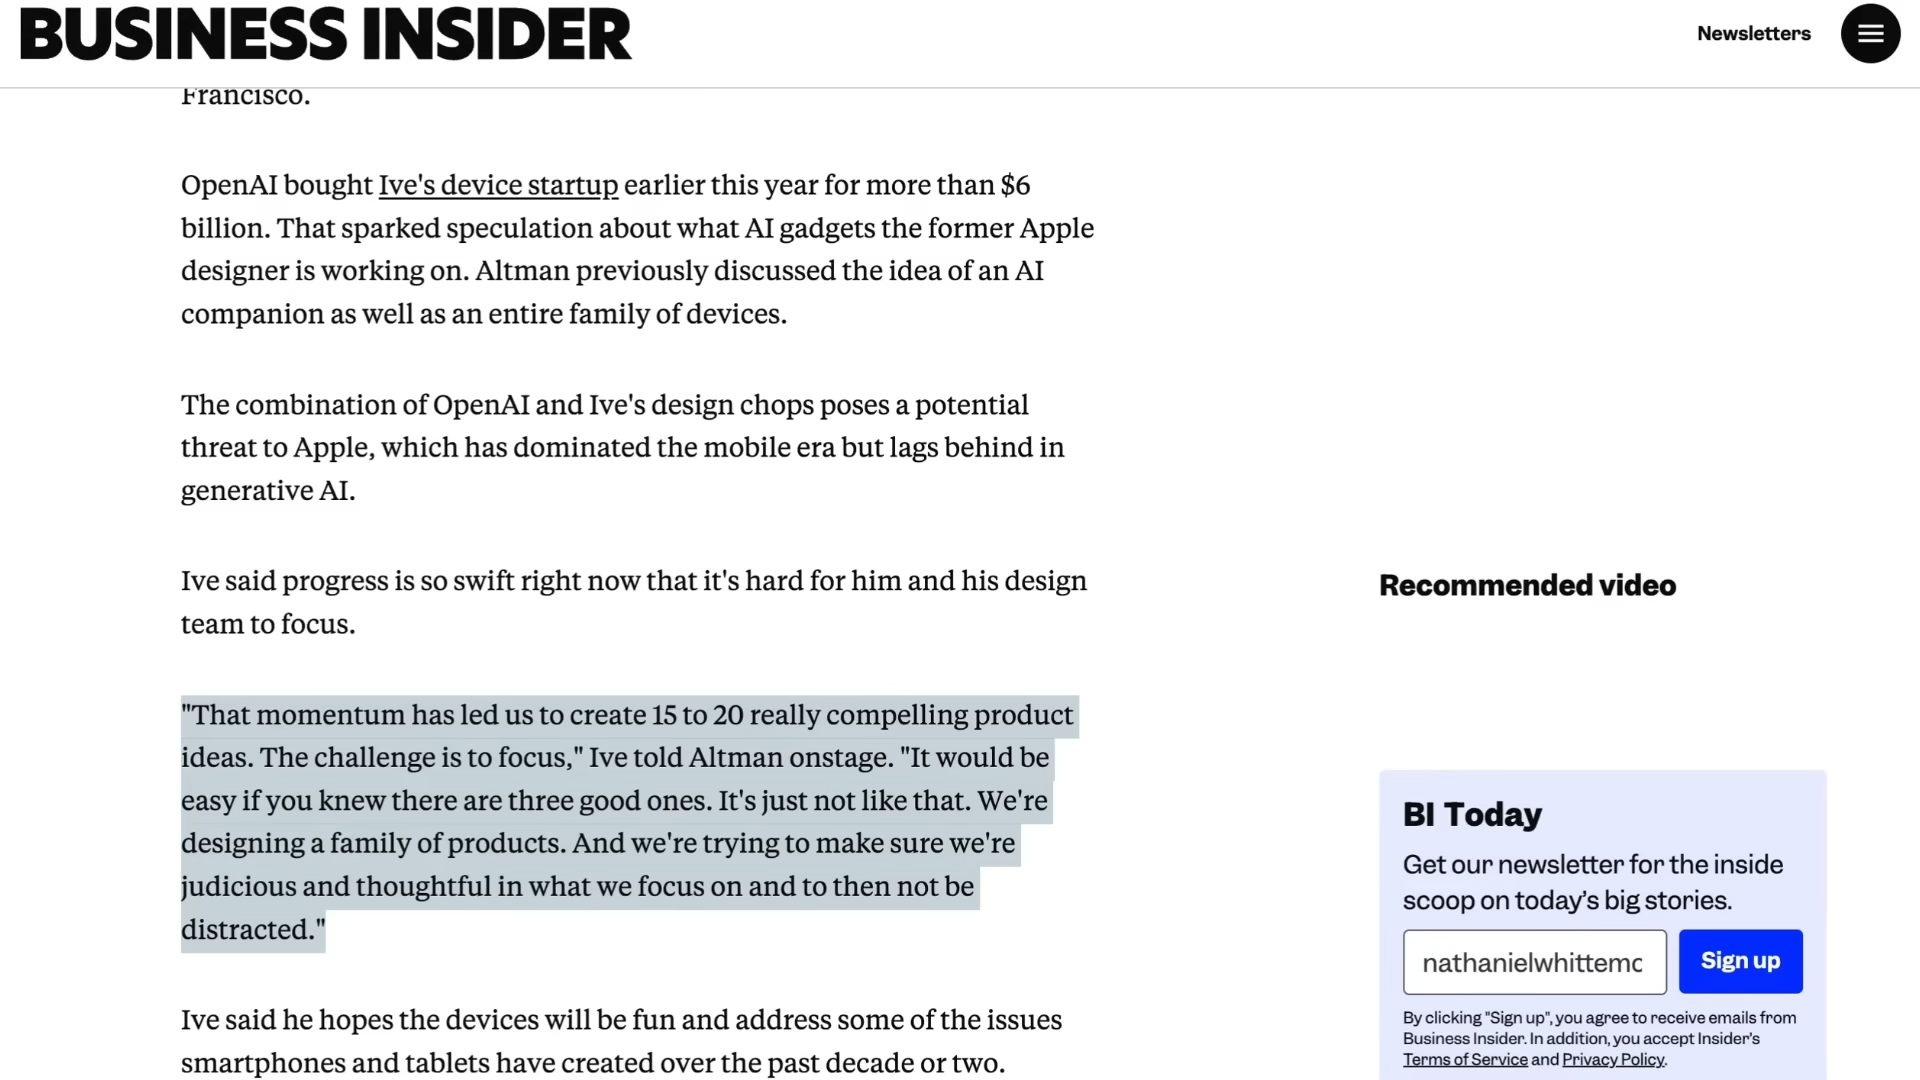 BUSINESS INSIDER
Newsletters
Francisco.
OpenAI bought Ive's device startup earlier this year for more than $6
billion. That sparked speculation about what AI gadgets the former Apple
designer is working on. Altman previously discussed the idea of an AI
companion as well as an entire family of devices.
The combination of OpenAI and Ive's design chops poses a potential
threat to Apple, which has dominated the mobile era but lags behind in
generative AI.
Ive said progress is so swift right now that it's hard for him and his design
team to focus.
"That momentum has led us to create 15 to 20 really compelling product
ideas. The challenge is to focus," Ive told Altman onstage. "It would be
easy if you knew there are three good ones. It's just not like that. We're
designing a family of products. And we're trying to make sure we're
judicious and thoughtful in what we focus on and to then not be
distracted."
Ive said he hopes the devices will be fun and address some of the issues
smartphones and tablets have created over the past decade or two.
Recommended video
BI Today
Get our newsletter for the inside
scoop on today’s big stories.
nathanielwhittemo
Sign up
By clicking "Sign up", you agree to receive emails from
Business Insider. In addition, you accept Insider’s
Terms of Service and Privacy Policy.